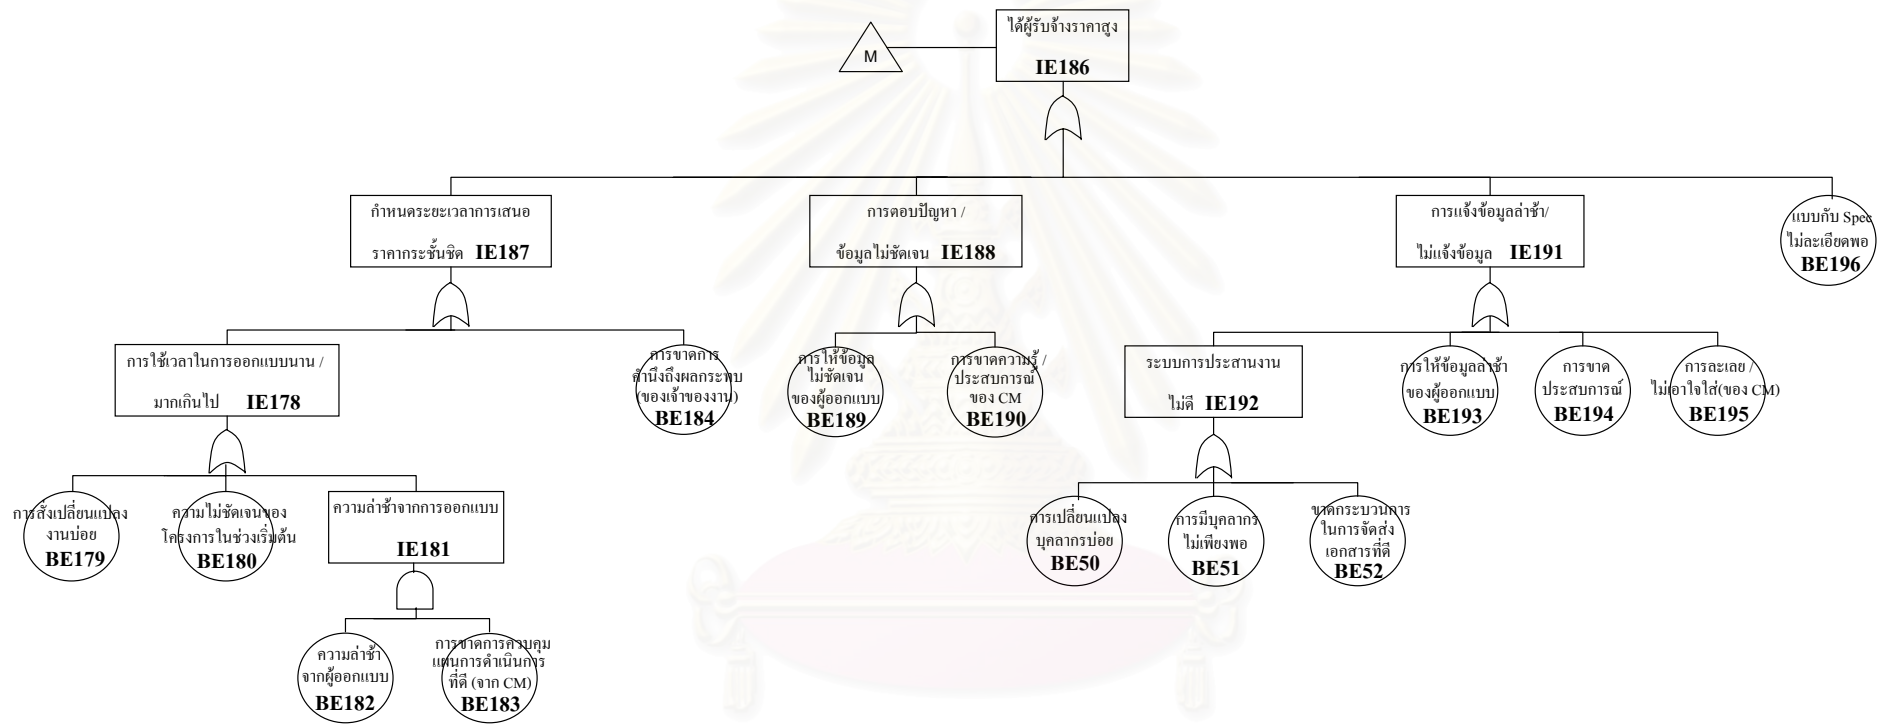 ได้ผู้รับจ้างราคาสูง
IE186
M
กำหนดระยะเวลาการเสนอ
ราคากระชั้นชิด IE187
การตอบปัญหา /
ข้อมูลไม่ชัดเจน IE188
การแจ้งข้อมูลล่าช้า/
ไม่แจ้งข้อมูล IE191
แบบกับ Spec
ไม่ละเอียดพอ
BE196
การใช้เวลาในการออกแบบนาน /
มากเกินไป IE178
การขาดการ
คำนึงถึงผลกระทบ
(ของเจ้าของงาน)
BE184
การให้ข้อมูล
ไม่ชัดเจน
ของผู้ออกแบบ
BE189
การขาดความรู้ /
ประสบการณ์
ของ CM
BE190
ระบบการประสานงาน
ไม่ดี IE192
การให้ข้อมูลล่าช้า
ของผู้ออกแบบ
BE193
การขาด
ประสบการณ์
BE194
การละเลย /
ไม่เอาใจใส่(ของ CM)
BE195
การสั่งเปลี่ยนแปลง
งานบ่อย
BE179
ความไม่ชัดเจนของ
โครงการในช่วงเริ่มต้น
BE180
ความล่าช้าจากการออกแบบ
IE181
การเปลี่ยนแปลง
บุคลากรบ่อย
BE50
การมีบุคลากร
ไม่เพียงพอ
BE51
ขาดกระบวนการ
ในการจัดส่ง
เอกสารที่ดี
BE52
ความล่าช้า
จากผู้ออกแบบ
BE182
การขาดการควบคุม
แผนการดำเนินการ
ที่ดี (จาก CM)
BE183